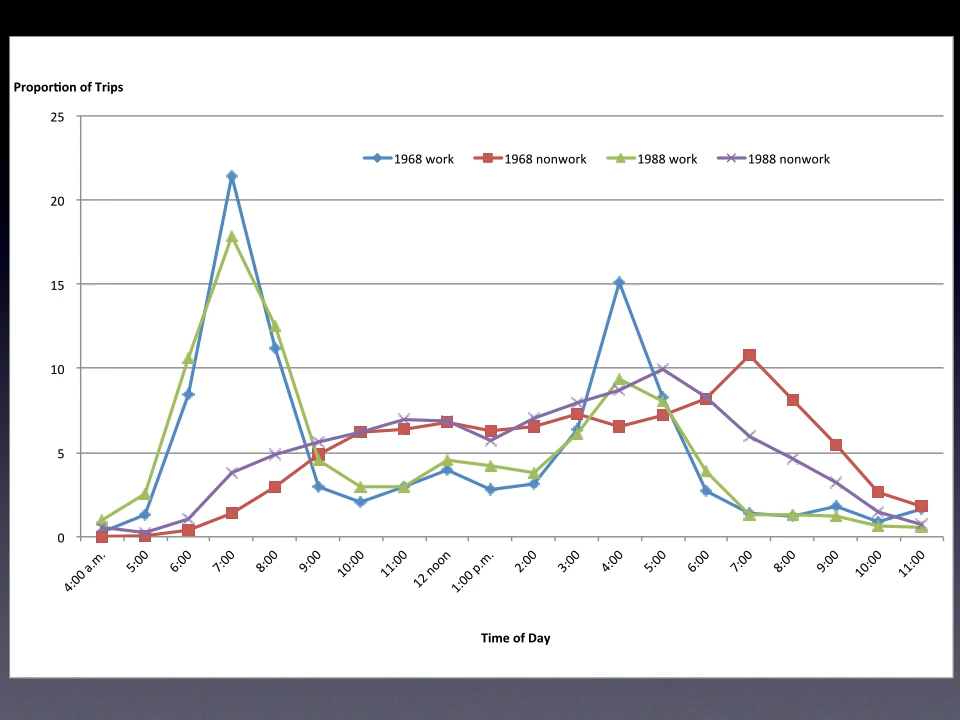 Proportion of Trips
25
20
15
10
5
0
1968 work 1968 nonwork 1988 work 1988 nonwork
4:00 a.m. 5:00 6:00 7:00 8:00 9:00 10:00 11:00 12 noon 1:00 p.m. 2:00 3:00 4:00 5:00 6:00 7:00 8:00 9:00 10:00 11:00
Time of Day